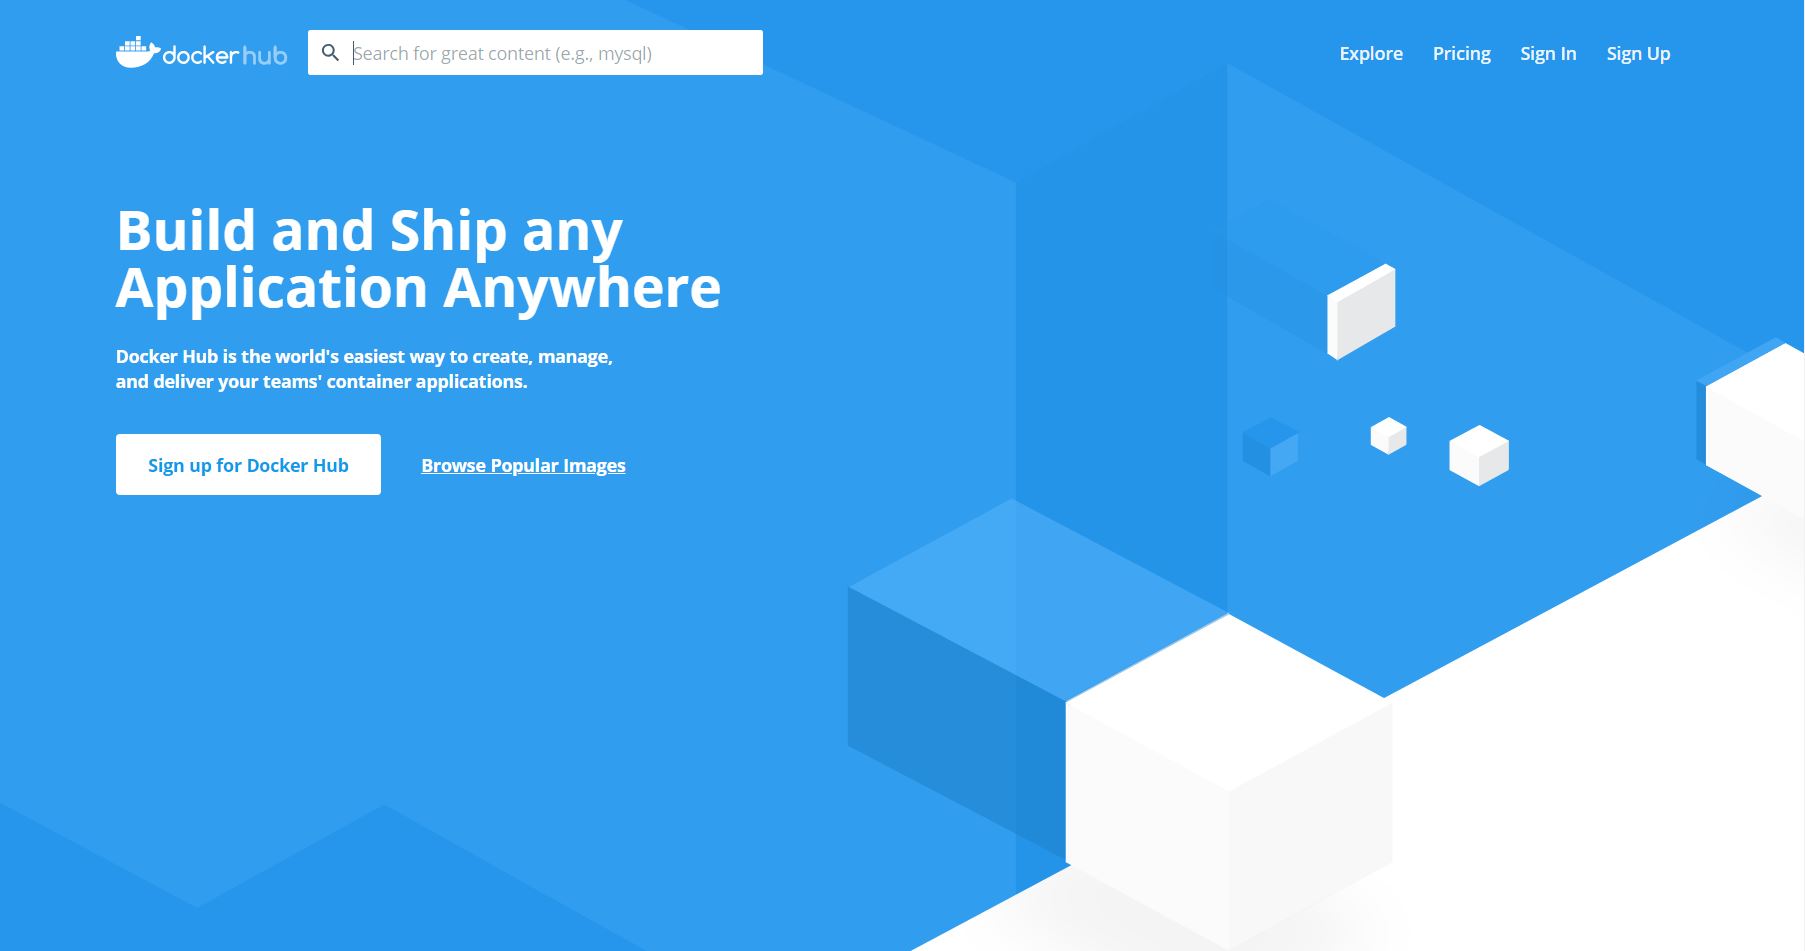 docker hub
Search for great content (e.g., mysql)
Explore
Pricing
Sign In
Sign Up
Build and Ship any
Application Anywhere
Docker Hub is the world's easiest way to create, manage,
and deliver your teams' container applications.
Sign up for Docker Hub
Browse Popular Images